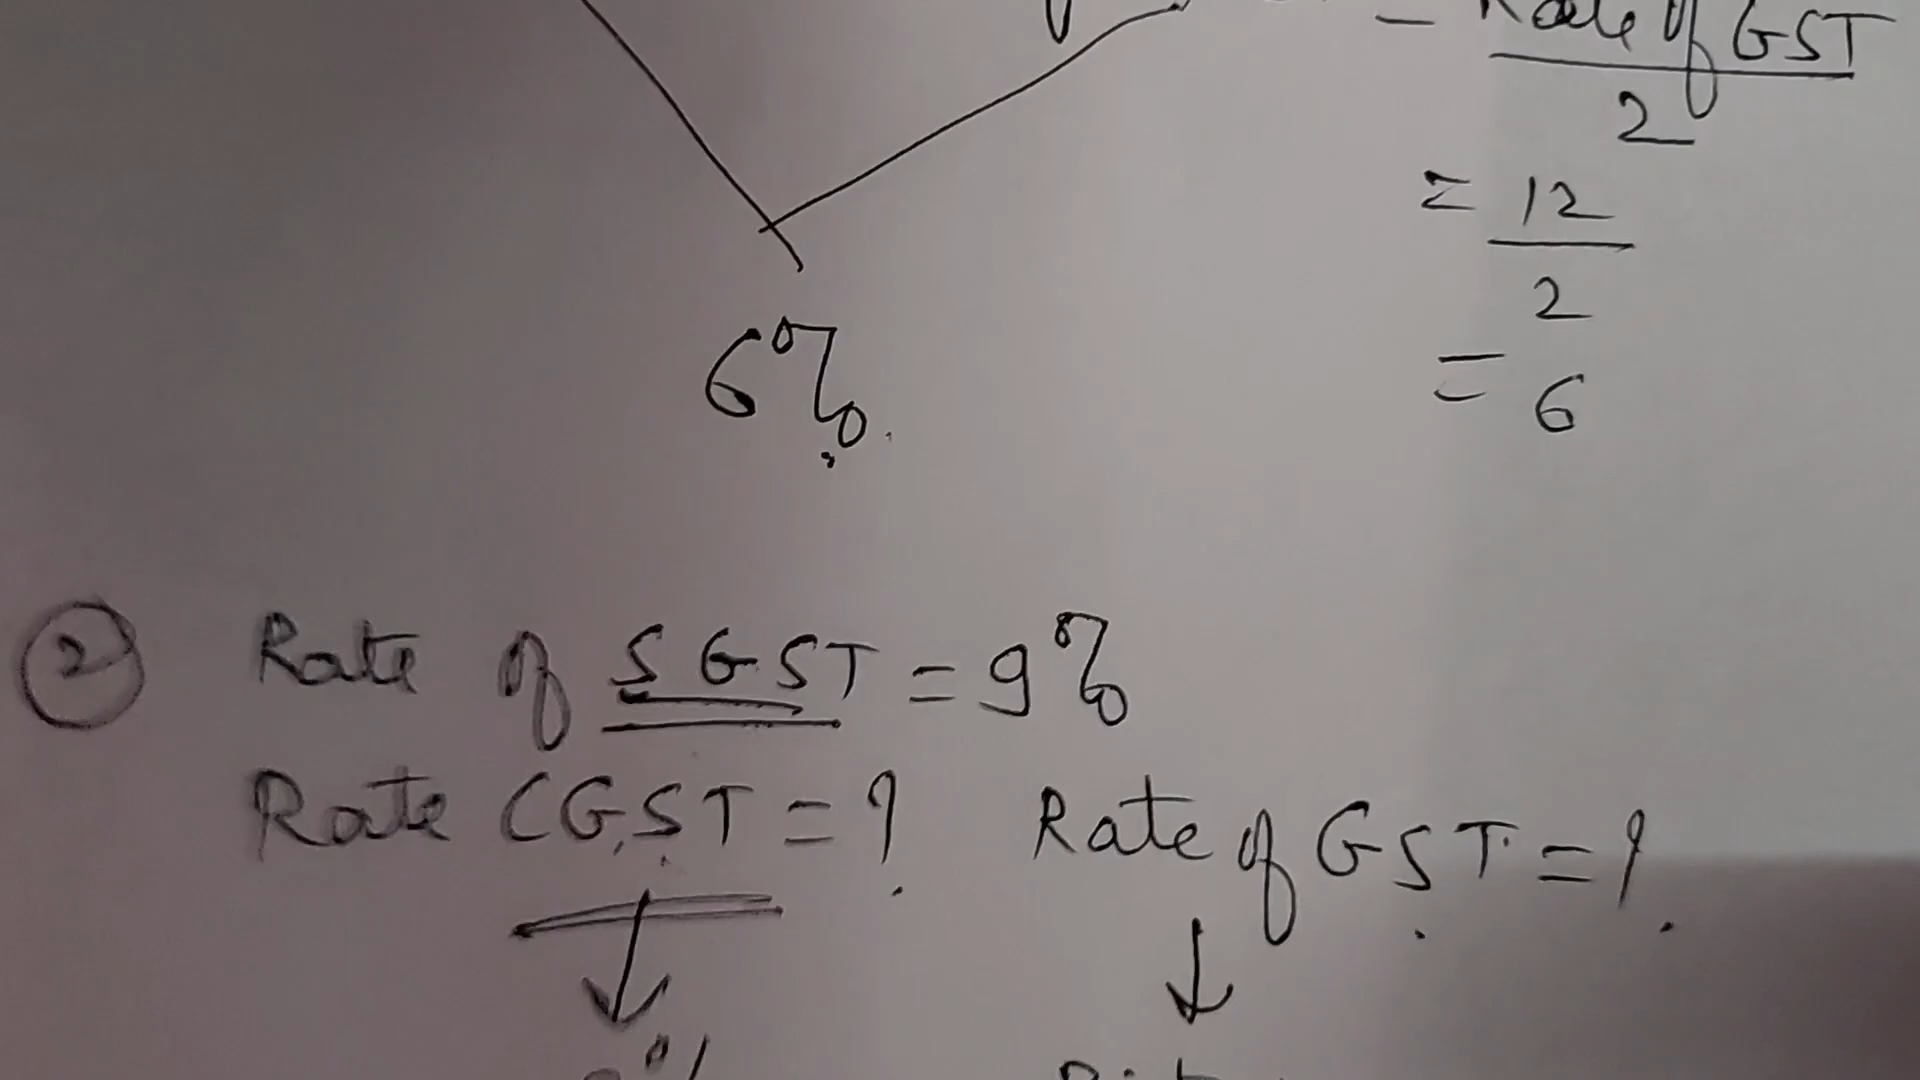 = Rate of GST
2
= 12
2
= 6
6%.
② Rate of SGST = 9%
Rate CGST = ? Rate of GST = ?